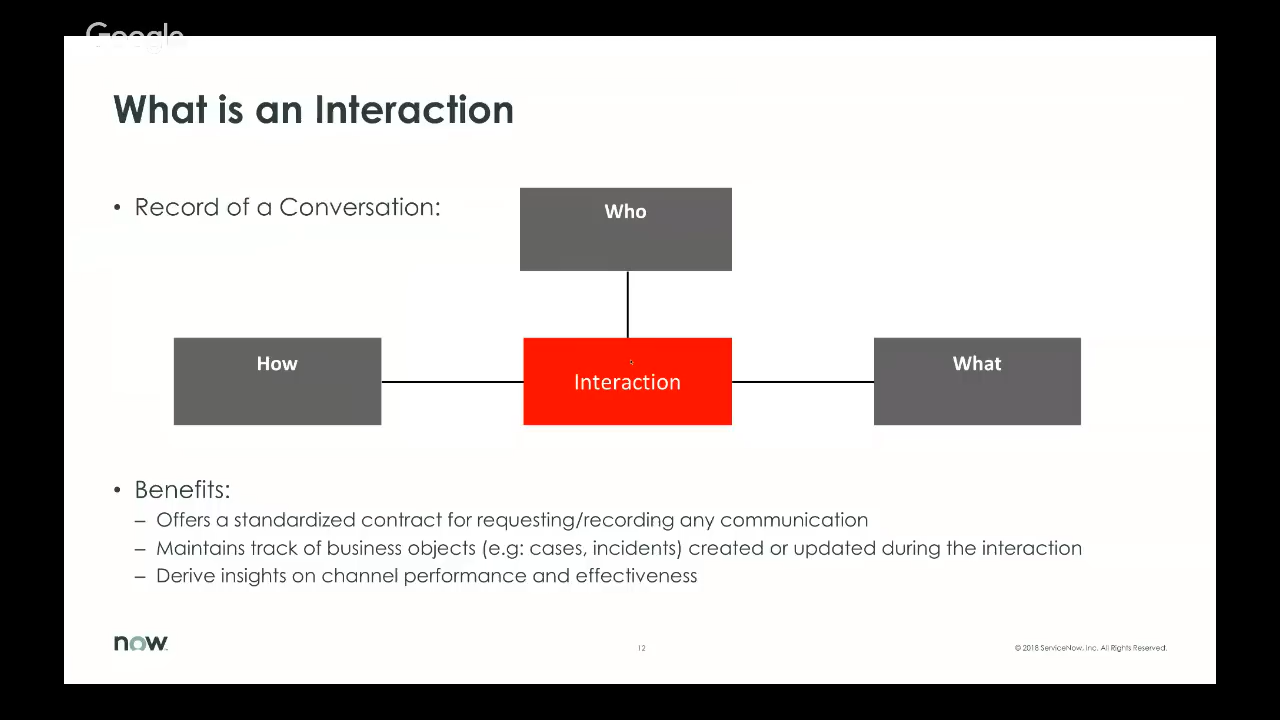 Google
What is an Interaction
• Record of a Conversation:
Who
How
Interaction
What
• Benefits:
– Offers a standardized contract for requesting/recording any communication
– Maintains track of business objects (e.g: cases, incidents) created or updated during the interaction
– Derive insights on channel performance and effectiveness
now
12
© 2018 ServiceNow, Inc. All Rights Reserved.